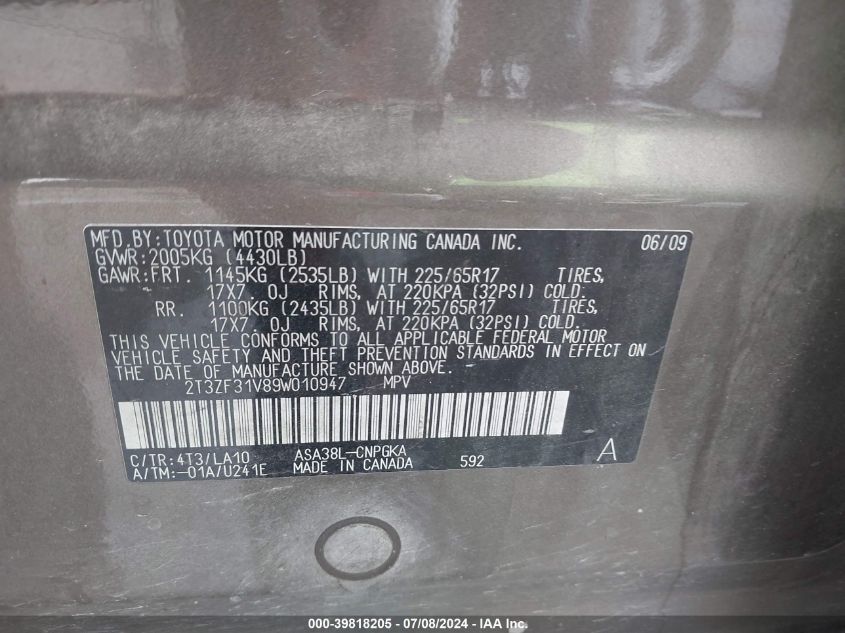 MFD.BY:TOYOTA MOTOR MANUFACTURING CANADA INC. 06/09
GVWR:2005KG (4430LB)
GAWR:FRT. 1145KG (2535LB) WITH 225/65R17 TIRES,
17X7.0J RIMS, AT 220KPA (32PSI) COLD.
RR. 1100KG (2435LB) WITH 225/65R17 TIRES,
17X7.0J RIMS, AT 220KPA (32PSI) COLD.
THIS VEHICLE CONFORMS TO ALL APPLICABLE FEDERAL MOTOR
VEHICLE SAFETY AND THEFT PREVENTION STANDARDS IN EFFECT ON
THE DATE OF MANUFACTURE SHOWN ABOVE.
2T3ZF31V89W010947 MPV
C/TR:4T3/LA10 ASA38L-CNPGKA
A/TM:-01A/U241E MADE IN CANADA 592 A
000-39818205 - 07/08/2024 - IAA Inc.